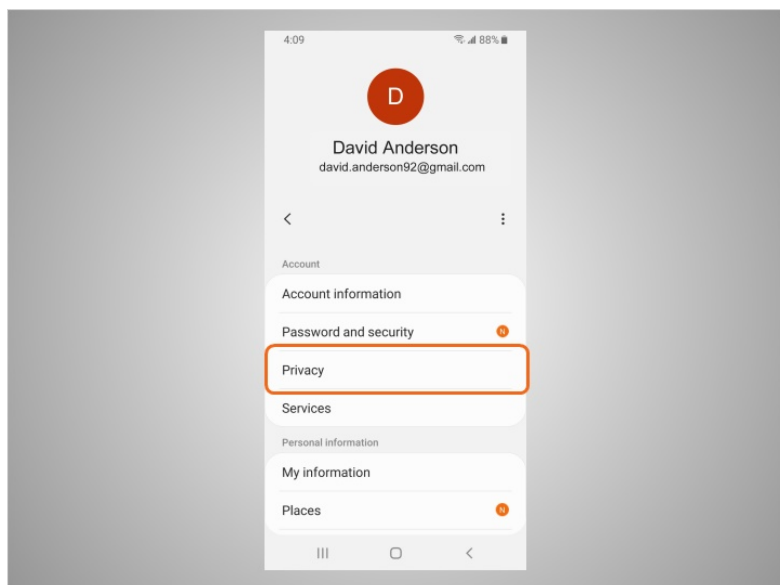 4:09 88%
D
David Anderson
david.anderson92@gmail.com
Account
Account information
Password and security N
Privacy
Services
Personal information
My information
Places N